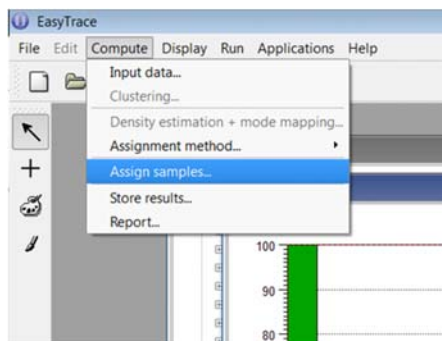 EasyTrace
File Edit Compute Display Run Applications Help
Input data...
Clustering...
Density estimation + mode mapping...
Assignment method...
Assign samples...
Store results...
Report...
100
90
80